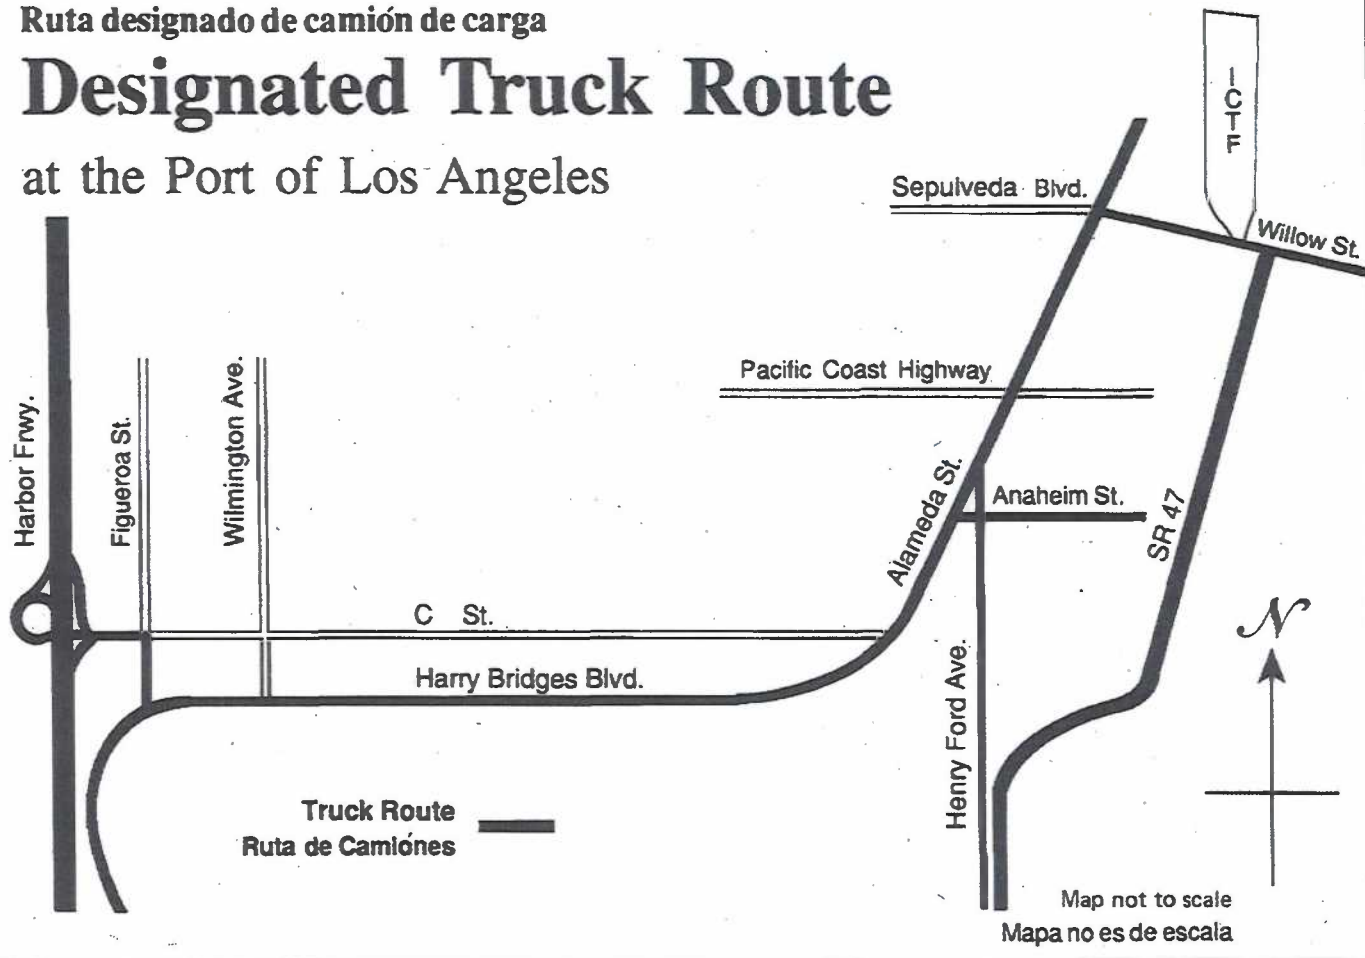 Ruta designado de camión de carga
Designated Truck Route
at the Port of Los Angeles
ICTF
Sepulveda Blvd.
Willow St.
Pacific Coast Highway
Harbor Frwy.
Figueroa St.
Wilmington Ave.
Alameda St.
Anaheim St.
SR 47
C St.
N
Harry Bridges Blvd.
Henry Ford Ave.
Truck Route
Ruta de Camiónes
Map not to scale
Mapa no es de escala